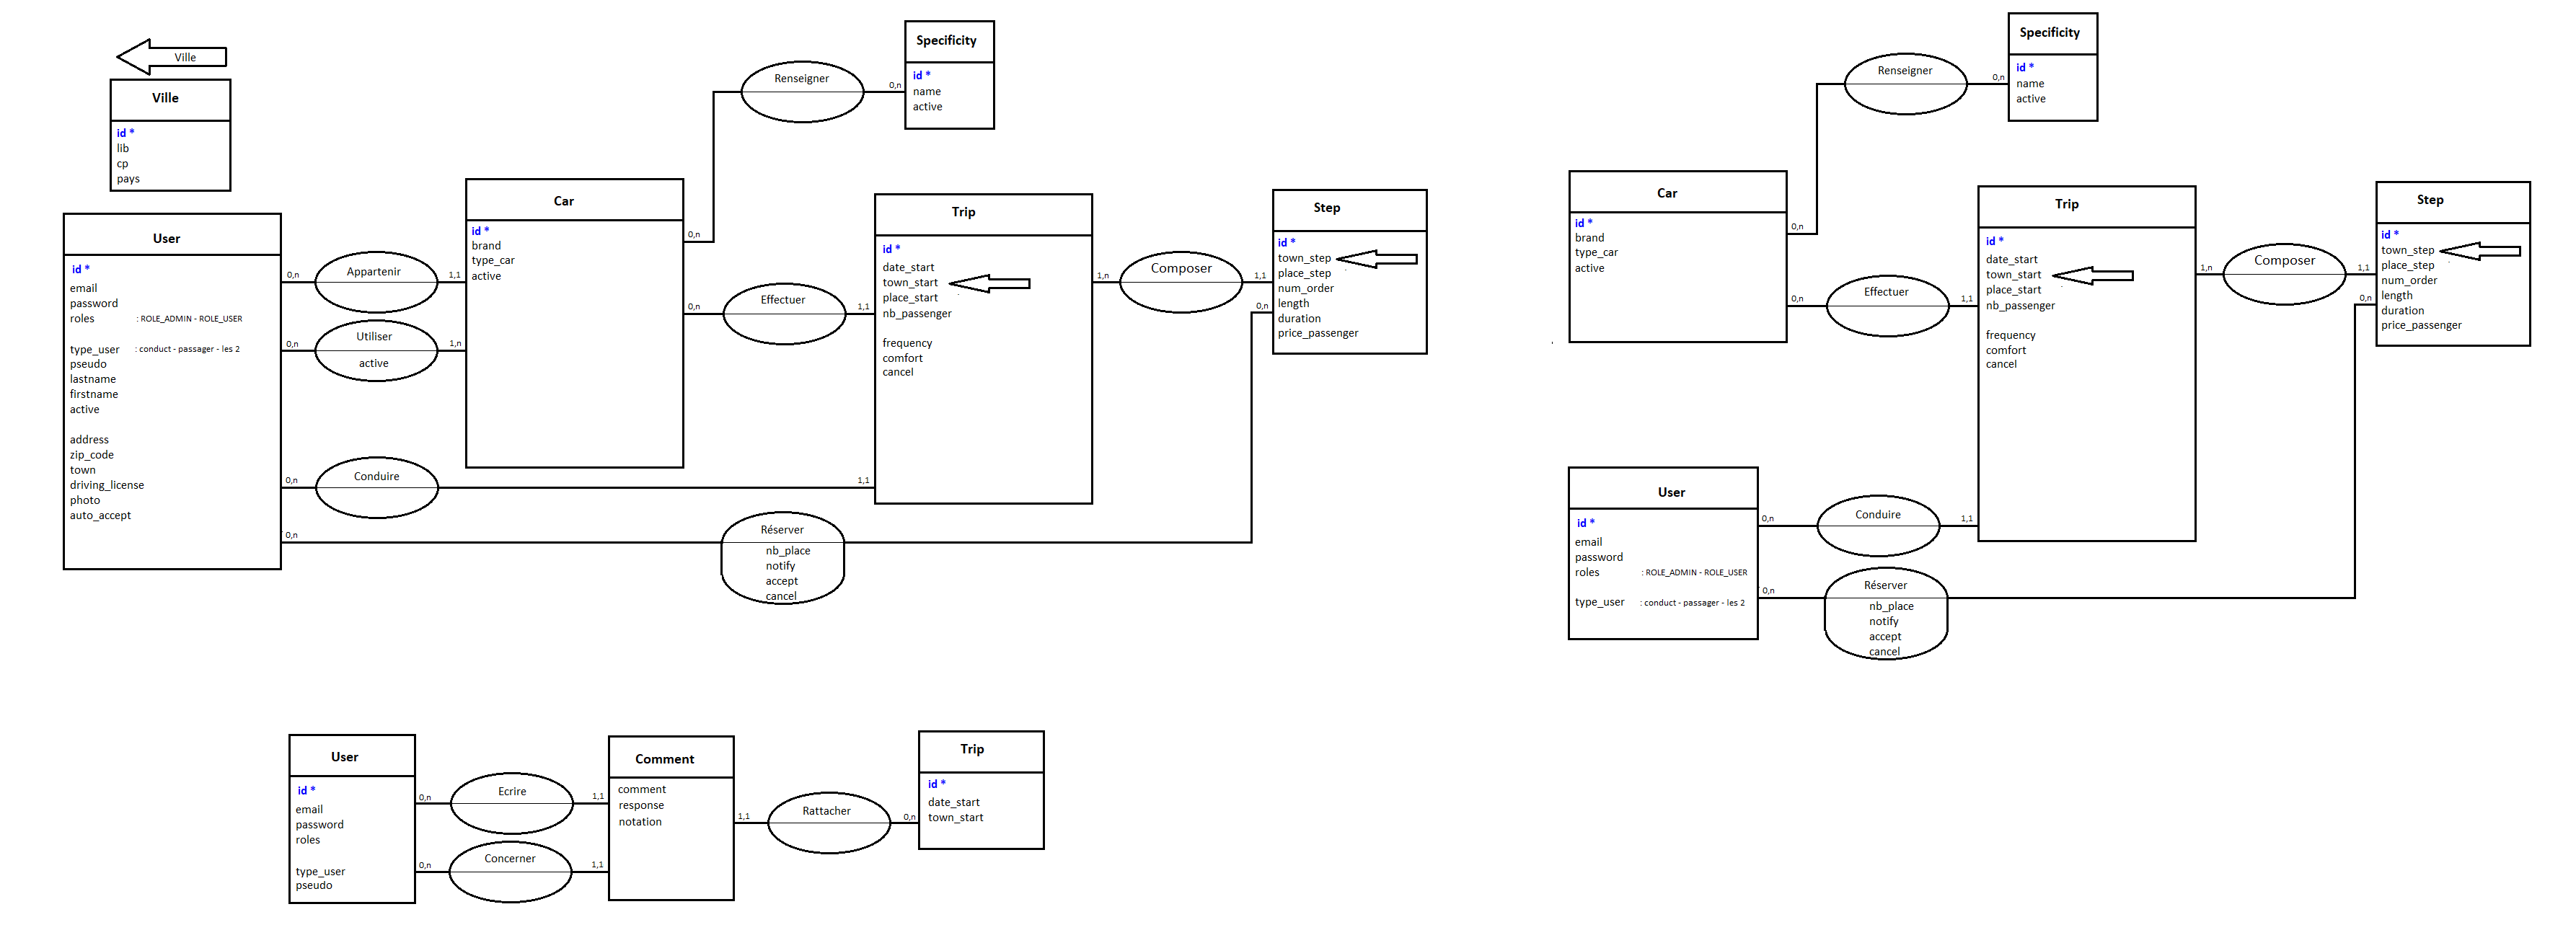 Ville
Ville
id *
lib
cp
pays
User
id *
email
password
roles : ROLE_ADMIN - ROLE_USER
type_user : conduct - passager - les 2
pseudo
lastname
firstname
active
address
zip_code
town
driving_license
photo
auto_accept
0,n
Appartenir
1,1
0,n
Utiliser
active
1,n
0,n
Conduire
1,1
0,n
Réserver
nb_place
notify
accept
cancel
0,n
Car
id *
brand
type_car
active
0,n
Renseigner
0,n
Specificity
id *
name
active
0,n
Effectuer
1,1
Trip
id *
date_start
town_start
place_start
nb_passenger
frequency
comfort
cancel
1,n
Composer
1,1
Step
id *
town_step
place_step
num_order
length
duration
price_passenger
Specificity
id *
name
active
Renseigner
0,n
0,n
Car
id *
brand
type_car
active
0,n
Effectuer
1,1
Trip
id *
date_start
town_start
place_start
nb_passenger
frequency
comfort
cancel
1,n
Composer
1,1
Step
id *
town_step
place_step
num_order
length
duration
price_passenger
0,n
User
id *
email
password
roles : ROLE_ADMIN - ROLE_USER
type_user : conduct - passager - les 2
0,n
Conduire
1,1
0,n
Réserver
nb_place
notify
accept
cancel
User
id *
email
password
roles
type_user
pseudo
0,n
Ecrire
1,1
0,n
Concerner
1,1
Comment
comment
response
notation
1,1
Rattacher
0,n
Trip
id *
date_start
town_start